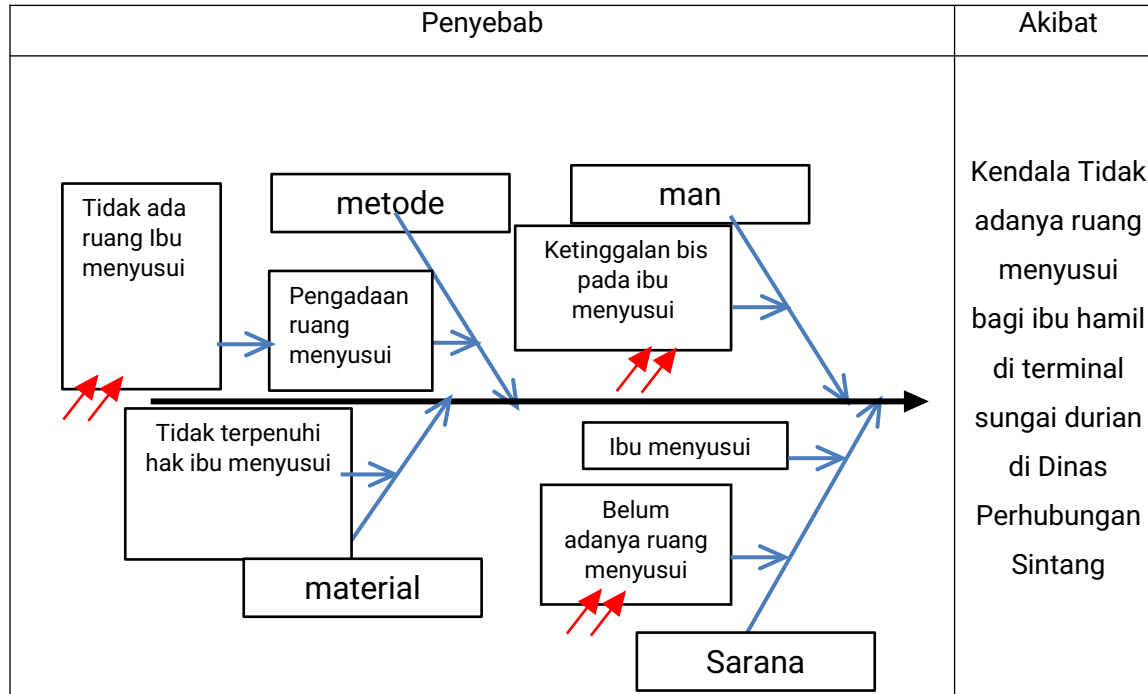 Penyebab
Akibat
metode
man
Tidak ada
ruang Ibu
menyusui
Pengadaan
ruang
menyusui
Ketinggalan bis
pada ibu
menyusui
Tidak terpenuhi
hak ibu menyusui
Ibu menyusui
Belum
adanya ruang
menyusui
material
Sarana
Kendala Tidak
adanya ruang
menyusui
bagi ibu hamil
di terminal
sungai durian
di Dinas
Perhubungan
Sintang